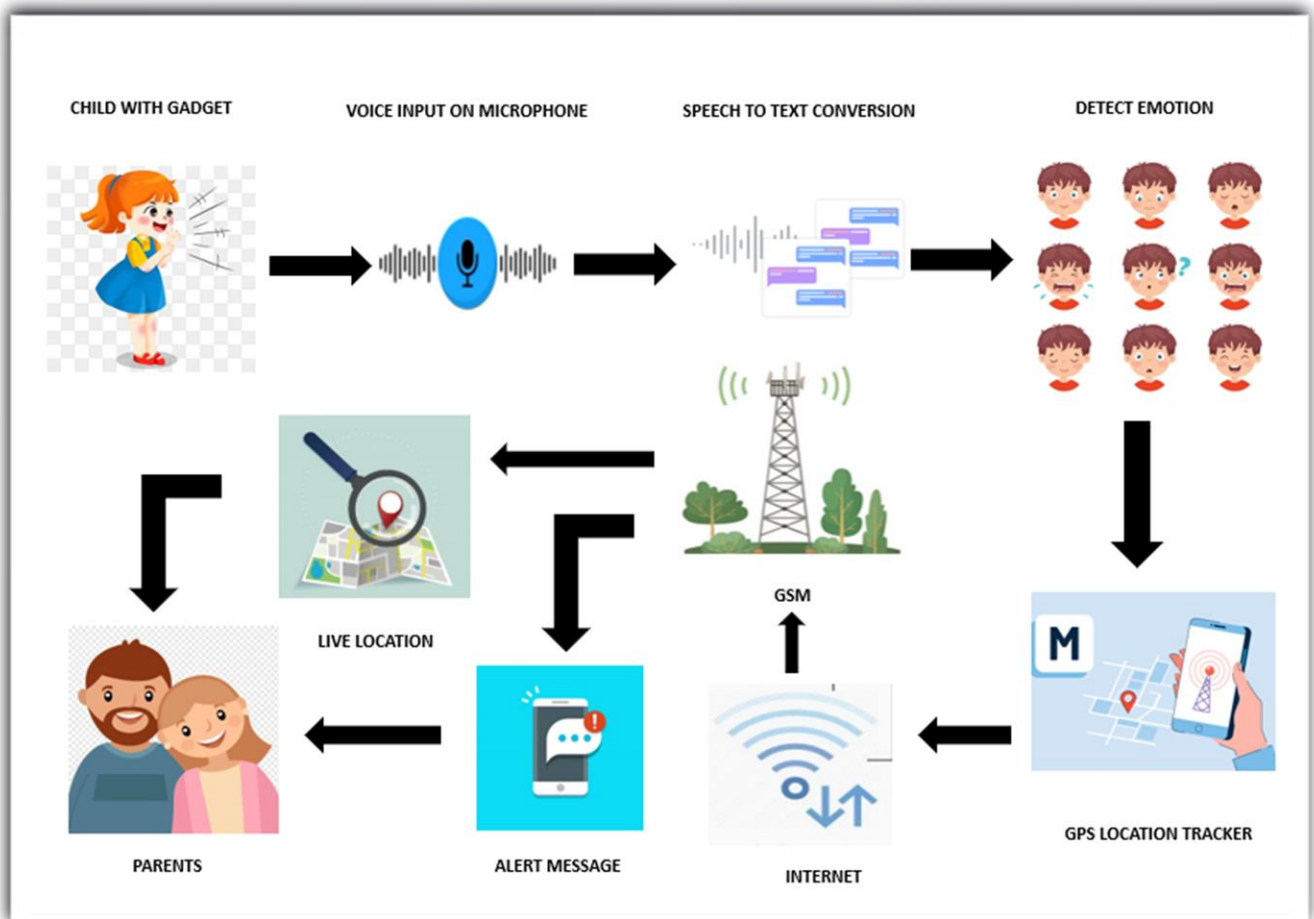 CHILD WITH GADGET
VOICE INPUT ON MICROPHONE
SPEECH TO TEXT CONVERSION
DETECT EMOTION
?
GSM
M
LIVE LOCATION
!
GPS LOCATION TRACKER
PARENTS
ALERT MESSAGE
INTERNET